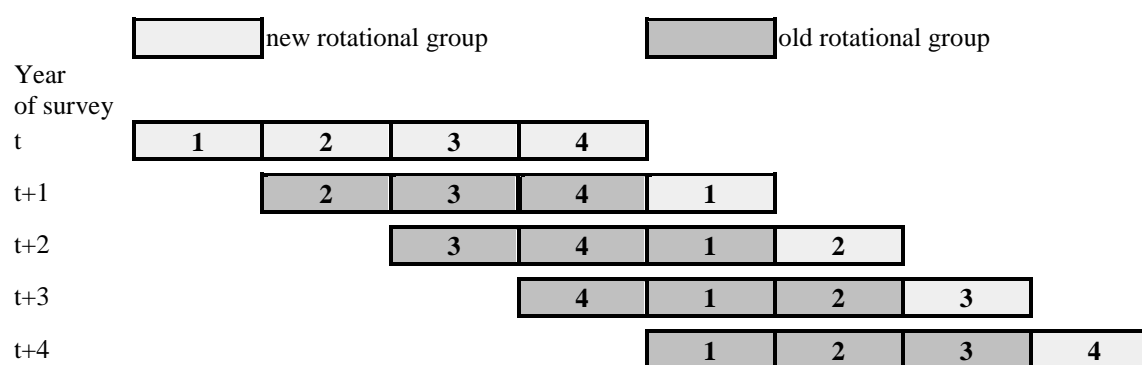 new rotational group old rotational group
Year
of survey
t 1 2 3 4
t+1 2 3 4 1
t+2 3 4 1 2
t+3 4 1 2 3
t+4 1 2 3 4